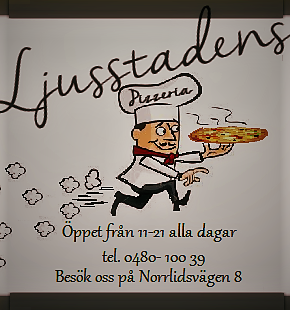 Ljusstadens
Pizzeria
Öppet från 11-21 alla dagar
tel. 0480- 100 39
Besök oss på Norrlidsvägen 8